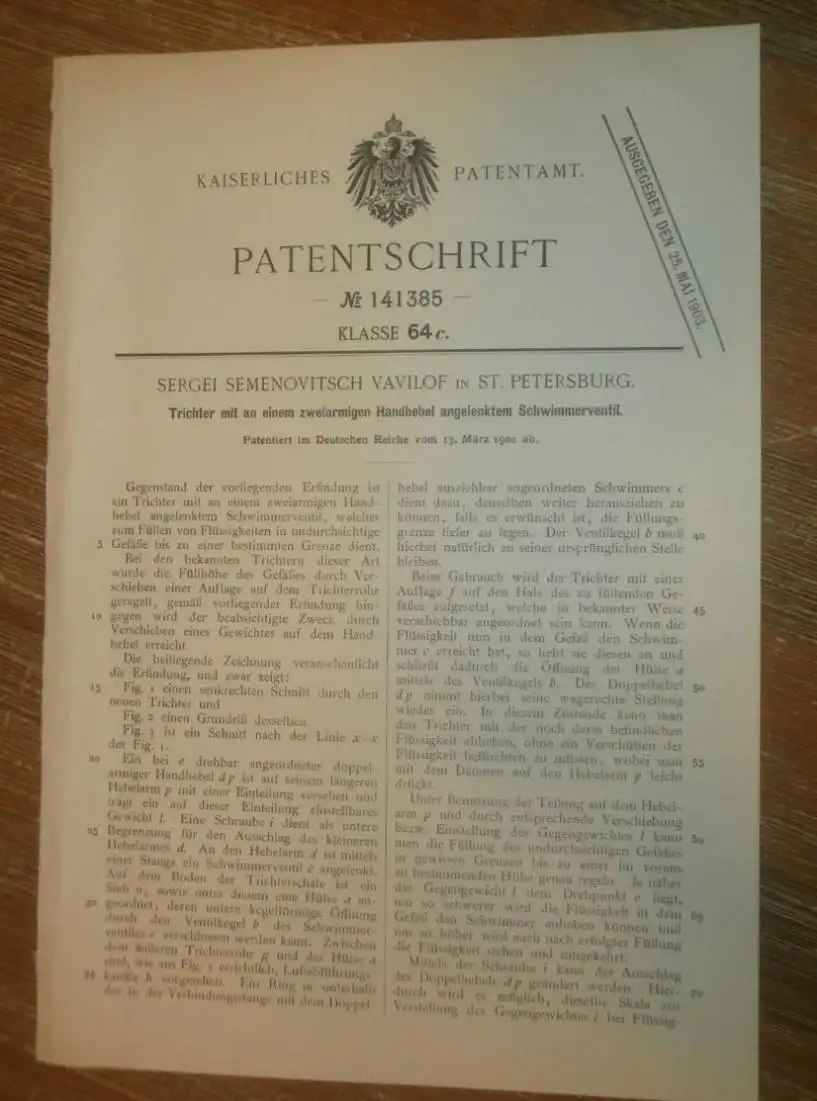 KAISERLICHES PATENTAMT.
AUSGEGEBEN DEN 25. MAI 1903.
PATENTSCHRIFT
— № 141385 —
KLASSE 64c.
SERGEI SEMENOVITSCH VAVILOF IN ST. PETERSBURG.
Trichter mit an einem zweiarmigen Handhebel angelenktem Schwimmerventil.
Patentiert im Deutschen Reiche vom 13. März 1902 ab.
Gegenstand der vorliegenden Erfindung ist
ein Trichter mit an einem zweiarmigen Hand-
hebel angelenktem Schwimmerventil, welcher
zum Füllen von Flüssigkeiten in undurchsichtige
5 Gefäße bis zu einer bestimmten Grenze dient.
Bei den bekannten Trichtern dieser Art
wurde die Füllhöhe des Gefäßes durch Ver-
schieben einer Auflage auf dem Trichterrohr
geregelt, gemäß vorliegender Erfindung hin-
10 gegen wird der beabsichtigte Zweck durch
Verschieben eines Gewichtes auf dem Hand-
hebel erreicht.
Die beiliegende Zeichnung veranschaulicht
die Erfindung, und zwar zeigt:
15 Fig. 1 einen senkrechten Schnitt durch den
neuen Trichter und
Fig. 2 einen Grundriß desselben.
Fig. 3 ist ein Schnitt nach der Linie x-x
der Fig. 1.
20 Ein bei e drehbar angeordneter doppel-
armiger Handhebel d p ist auf seinem längeren
Hebelarm p mit einer Einteilung versehen und
trägt ein auf dieser Einteilung einstellbares
Gewicht l. Eine Schraube i dient als untere
25 Begrenzung für den Ausschlag des kleineren
Hebelarmes d. An den Hebelarm d ist mittels
einer Stange ein Schwimmerventil c angelenkt.
Auf dem Boden der Trichterschale ist ein
Sieb o, sowie unter diesem eine Hülse a an-
30 geordnet, deren untere kegelförmige Öffnung
durch den Ventilkegel b des Schwimmer-
ventiles c verschlossen werden kann. Zwischen
dem äußeren Trichterrohr g und der Hülse a
sind, wie aus Fig. 1 ersichtlich, Luftabführungs-
35 kanäle h vorgesehen. Ein Ring m unterhalb
des in der Verbindungsstange mit dem Doppel-
hebel ausziehbar angeordneten Schwimmers c
dient dazu, denselben weiter herausziehen zu
können, falls es erwünscht ist, die Füllungs-
40 grenze tiefer zu legen. Der Ventilkegel b muß
hierbei natürlich zu seiner ursprünglichen Stelle
bleiben.
Beim Gebrauch wird der Trichter mit einer
Auflage f auf den Hals des zu füllenden Ge-
45 fäßes aufgesetzt, welche in bekannter Weise
verschiebbar angeordnet sein kann. Wenn die
Flüssigkeit nun in dem Gefäß den Schwim-
mer c erreicht hat, so hebt sie diesen an und
schließt dadurch die Öffnung der Hülse a
50 mittels des Ventilkegels b. Der Doppelhebel
d p nimmt hierbei seine wagerechte Stellung
wieder ein. In diesem Zustande kann man
den Trichter mit der noch darin befindlichen
Flüssigkeit abheben, ohne ein Verschütten der
55 Flüssigkeit befürchten zu müssen, wobei man
mit dem Daumen auf den Hebelarm p leicht
drückt.
Unter Benutzung der Teilung auf dem Hebel-
arm p und durch entsprechende Verschiebung
60 bezw. Einstellung des Gegengewichtes l kann
man die Füllung des undurchsichtigen Gefäßes
in gewissen Grenzen bis zu einer im voraus
zu bestimmenden Höhe genau regeln. Je näher
das Gegengewicht l dem Drehpunkt e liegt,
65 um so schwerer wird die Flüssigkeit in dem
Gefäß den Schwimmer anheben können und
um so höher wird auch nach erfolgter Füllung
die Flüssigkeit stehen und umgekehrt.
Mittels der Schraube i kann der Ausschlag
70 des Doppelhebels d p geändert werden. Hier-
durch wird es möglich, dieselbe Skala zur
Verstellung des Gegengewichtes l bei Flüssig-